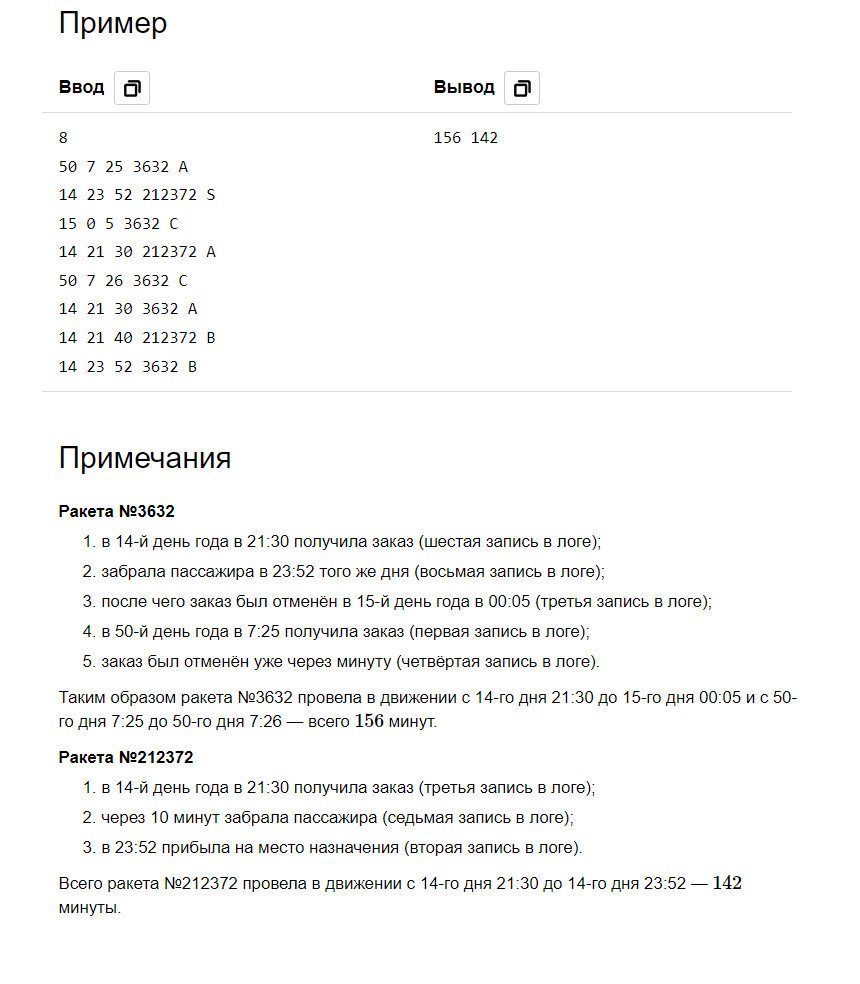 Пример
Ввод
Вывод
8
156 142
50 7 25 3632 A
14 23 52 212372 S
15 0 5 3632 C
14 21 30 212372 A
50 7 26 3632 C
14 21 30 3632 A
14 21 40 212372 B
14 23 52 3632 B
Примечания
Ракета №3632
1. в 14-й день года в 21:30 получила заказ (шестая запись в логе);
2. забрала пассажира в 23:52 того же дня (восьмая запись в логе);
3. после чего заказ был отменён в 15-й день года в 00:05 (третья запись в логе);
4. в 50-й день года в 7:25 получила заказ (первая запись в логе);
5. заказ был отменён уже через минуту (четвёртая запись в логе).
Таким образом ракета №3632 провела в движении с 14-го дня 21:30 до 15-го дня 00:05 и с 50-
го дня 7:25 до 50-го дня 7:26 — всего 156 минут.
Ракета №212372
1. в 14-й день года в 21:30 получила заказ (третья запись в логе);
2. через 10 минут забрала пассажира (седьмая запись в логе);
3. в 23:52 прибыла на место назначения (вторая запись в логе).
Всего ракета №212372 провела в движении с 14-го дня 21:30 до 14-го дня 23:52 — 142
минуты.